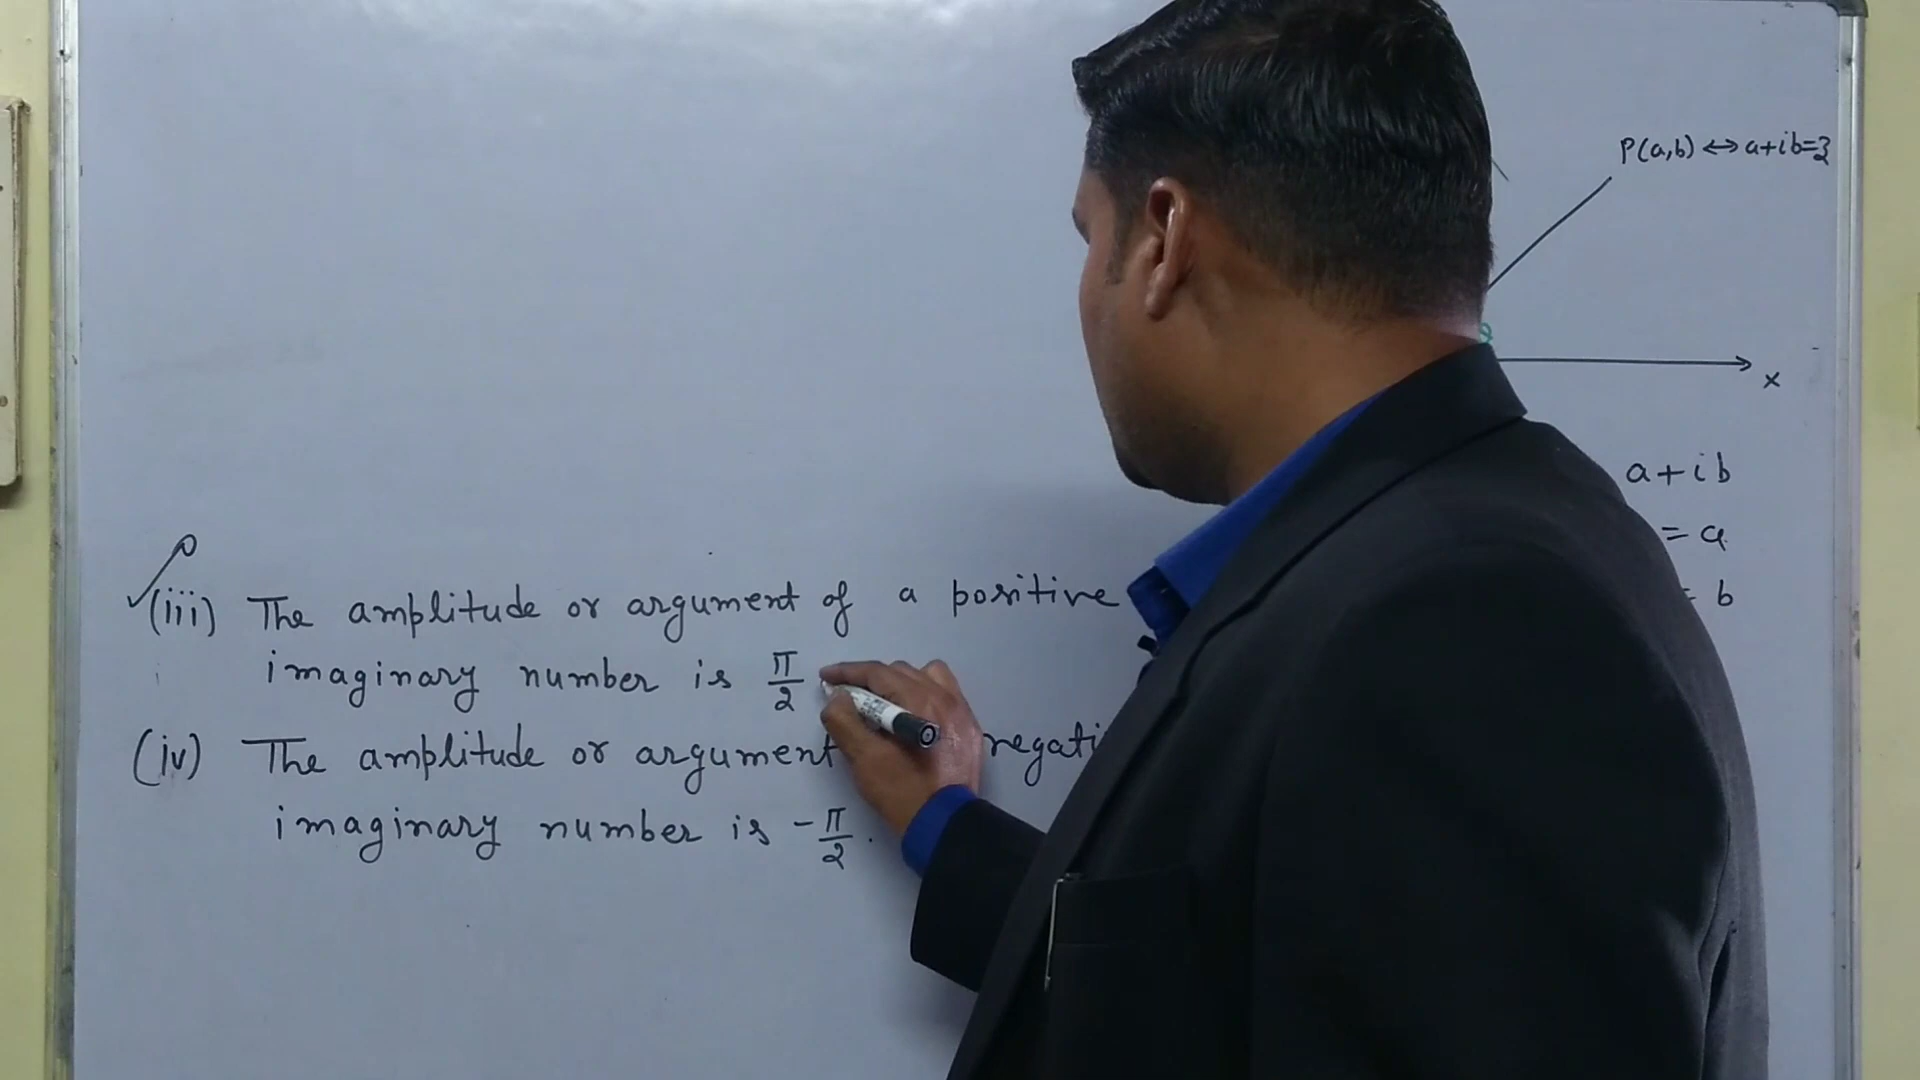 P(a,b) ↔ a+ib=z
x
a+ib
= a
= b
(iii) The amplitude or argument of a positive
imaginary number is π/2
(iv) The amplitude or argument
imaginary number is -π/2.